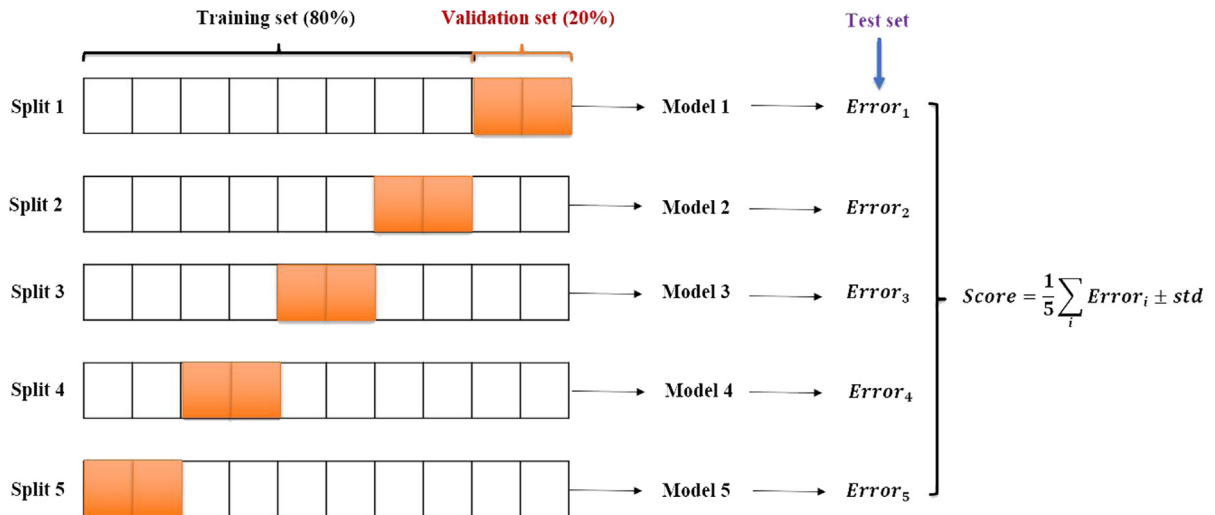 Training set (80%)
Validation set (20%)
Test set
Split 1
Model 1
Error₁
Split 2
Model 2
Error₂
Split 3
Model 3
Error₃
Score = 1/5 ∑ᵢ Errorᵢ ± std
Split 4
Model 4
Error₄
Split 5
Model 5
Error₅